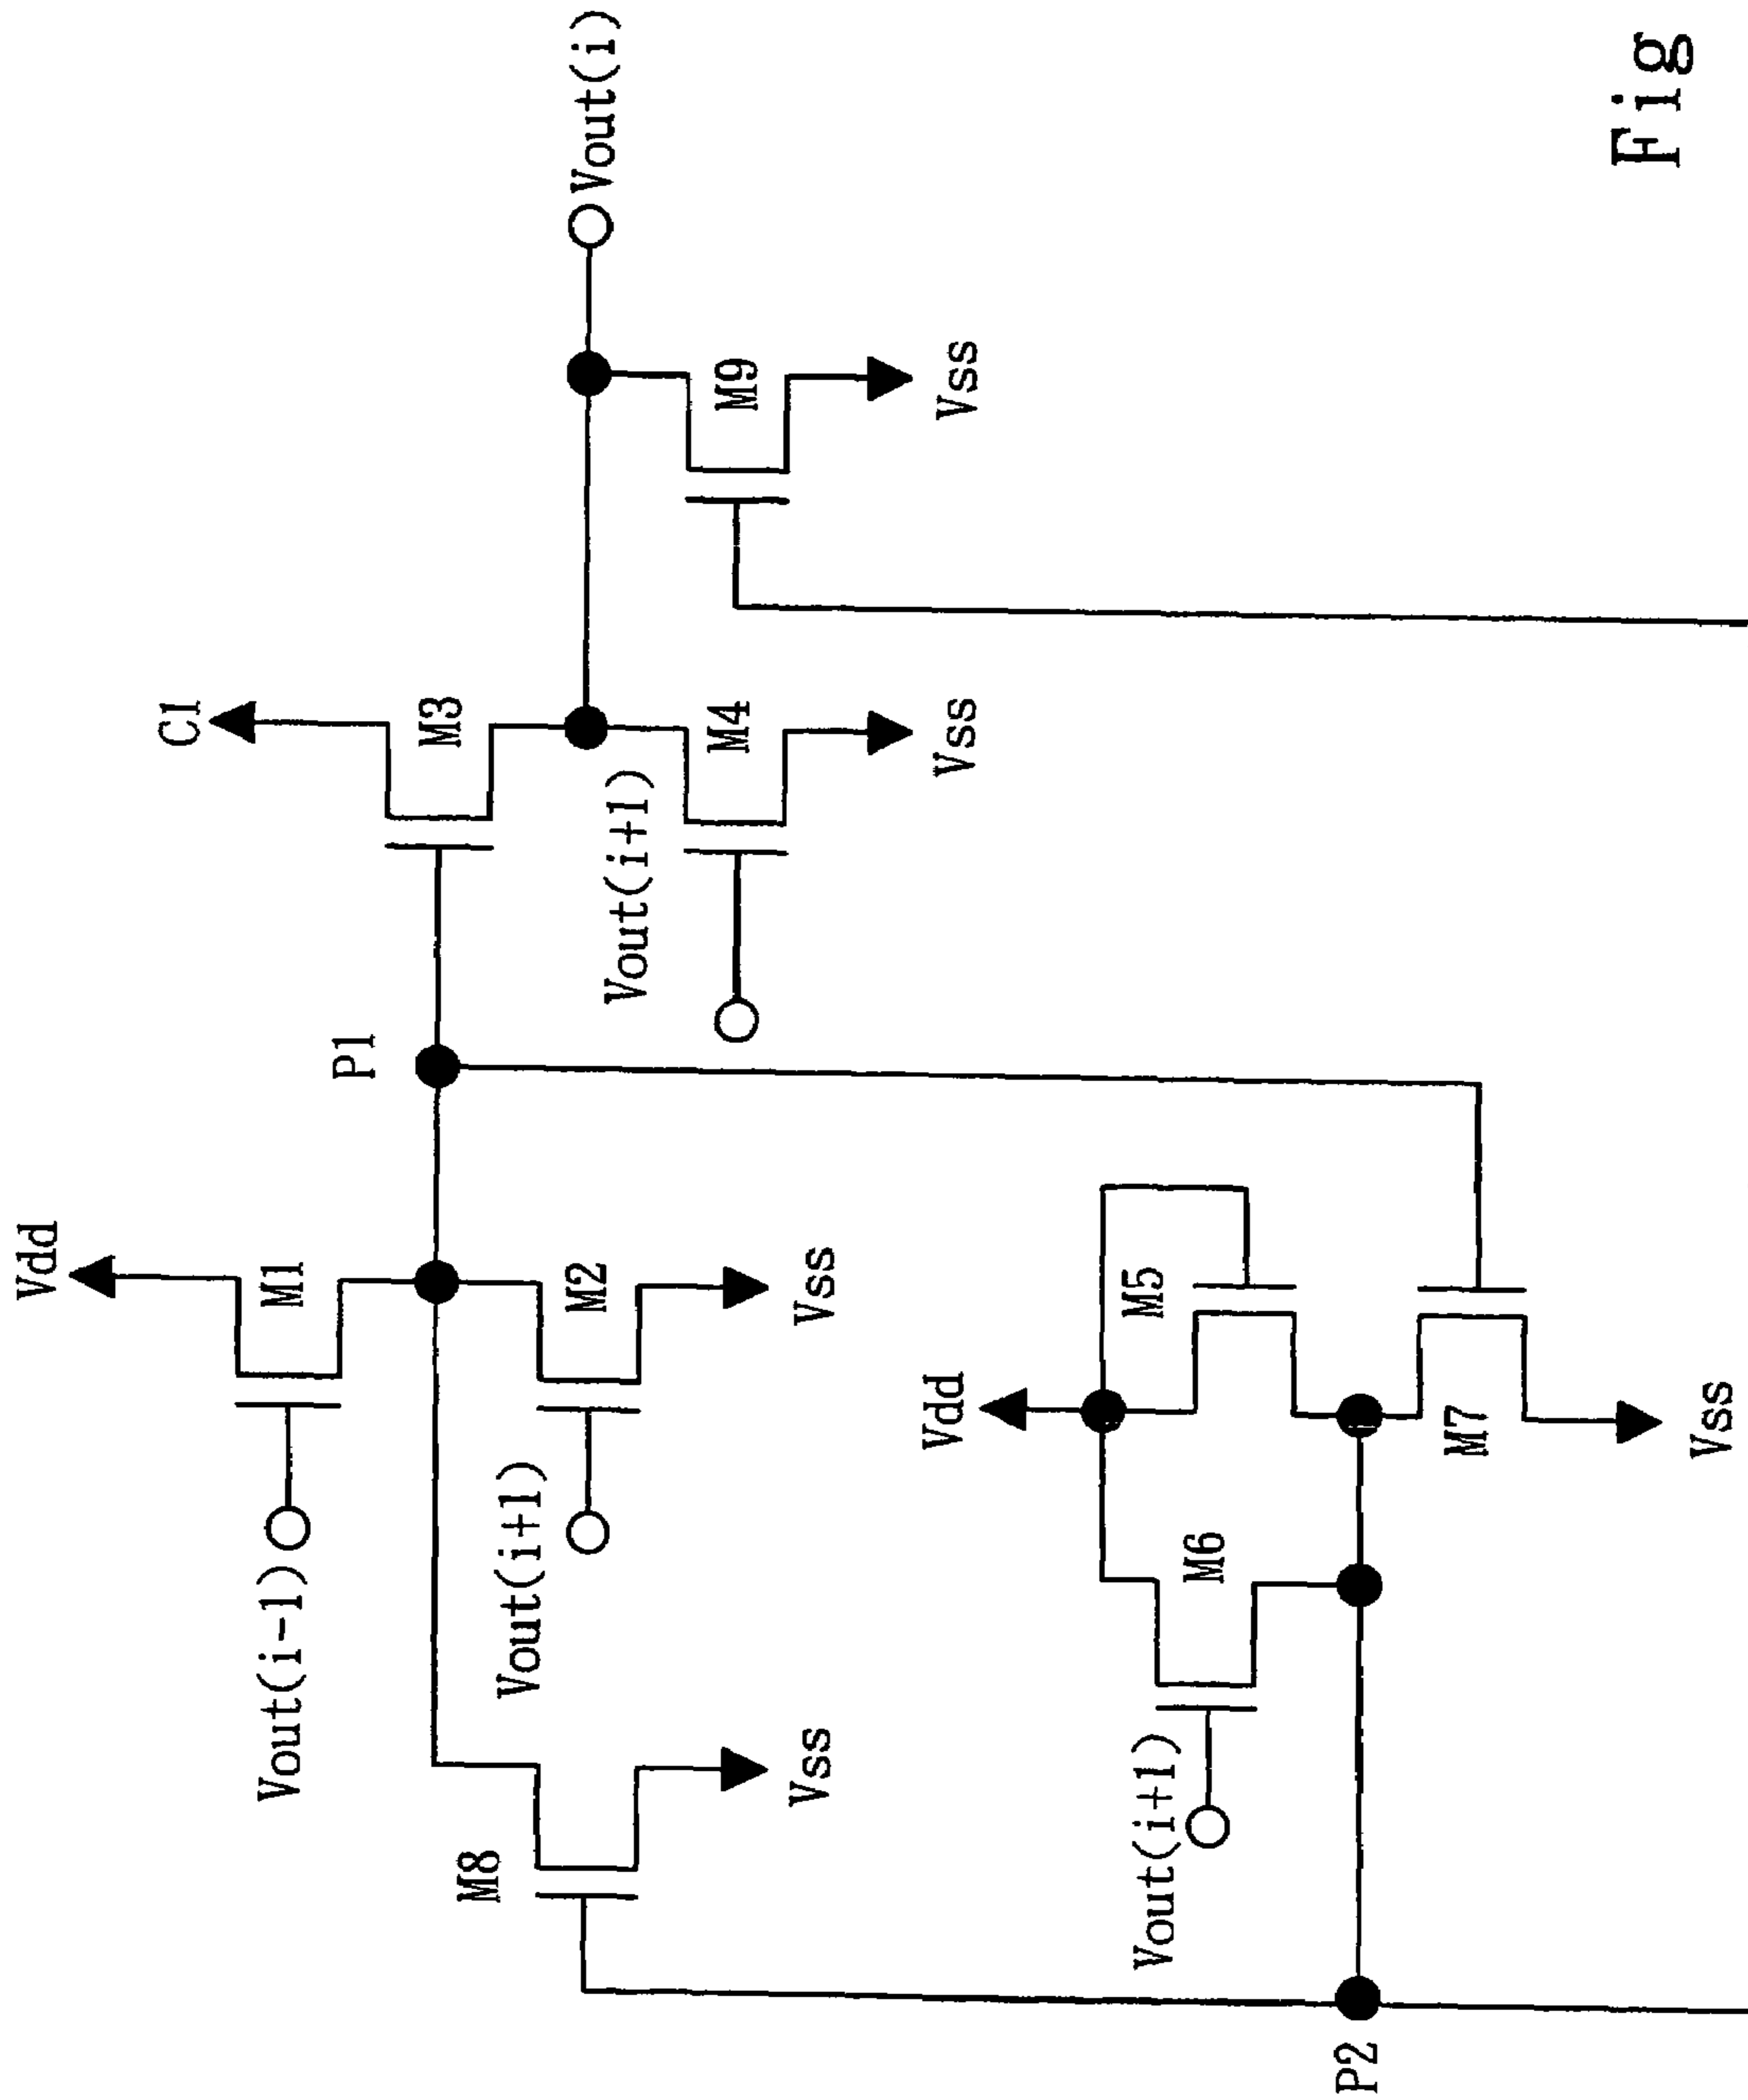 Vdd
C1
Vout(i-1)
M1
M3
P1
Vout(i)
M8
Vout(i+1)
M2
Vout(i+1)
M4
M9
Vss
Vss
Vss
Vss
Vdd
M5
Vout(i+1)
M6
P2
M7
Vss
Fig